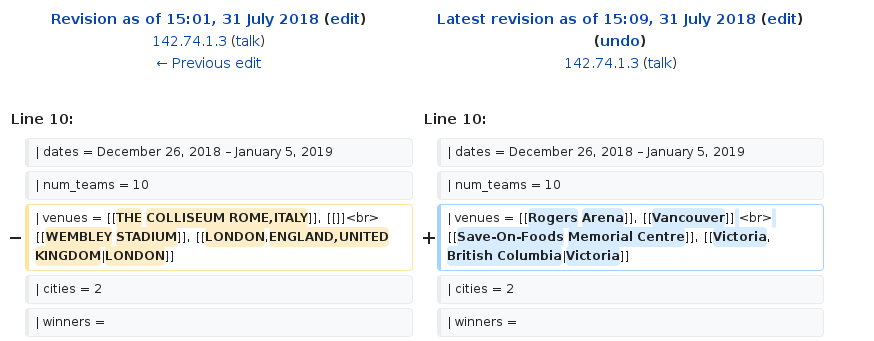 Revision as of 15:01, 31 July 2018 (edit)
142.74.1.3 (talk)
← Previous edit
Latest revision as of 15:09, 31 July 2018 (edit)
(undo)
142.74.1.3 (talk)
Line 10:
Line 10:
| dates = December 26, 2018 – January 5, 2019
| dates = December 26, 2018 – January 5, 2019
| num_teams = 10
| num_teams = 10
−
| venues = [[THE COLLISEUM ROME,ITALY]], [[]]<br>
[[WEMBLEY STADIUM]], [[LONDON,ENGLAND,UNITED
KINGDOM|LONDON]]
+
| venues = [[Rogers Arena]], [[Vancouver]] <br>
[[Save-On-Foods Memorial Centre]], [[Victoria,
British Columbia|Victoria]]
| cities = 2
| cities = 2
| winners =
| winners =